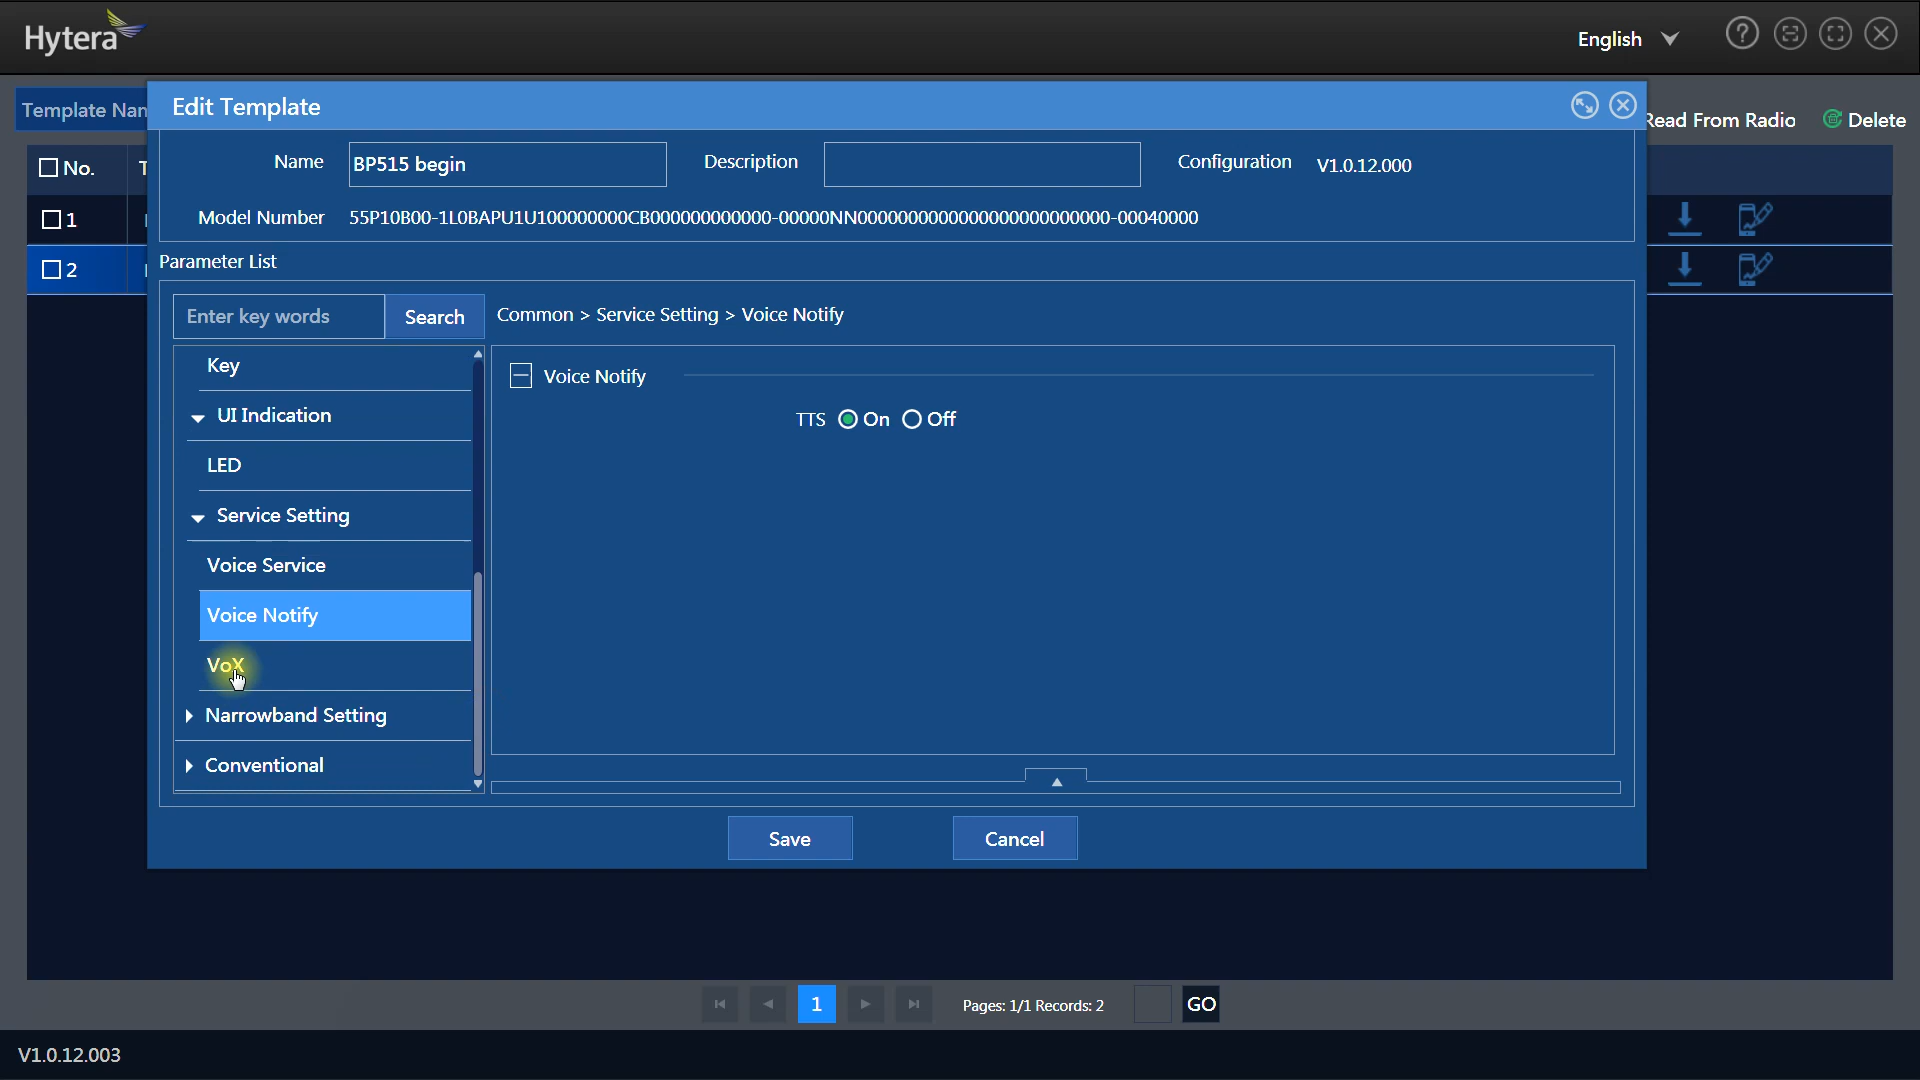 Hytera
English
Template Nan
Edit Template
Read From Radio
Delete
No.
Name
BP515 begin
Description
Configuration
V1.0.12.000
1
Model Number
55P10B00-1L0BAPU1U100000000CB000000000000-00000NN0000000000000000000000000-00040000
2
Parameter List
Enter key words
Search
Common > Service Setting > Voice Notify
Key
Voice Notify
UI Indication
TTS On Off
LED
Service Setting
Voice Service
Voice Notify
VoX
Narrowband Setting
Conventional
Save
Cancel
1
Pages: 1/1 Records: 2
GO
V1.0.12.003